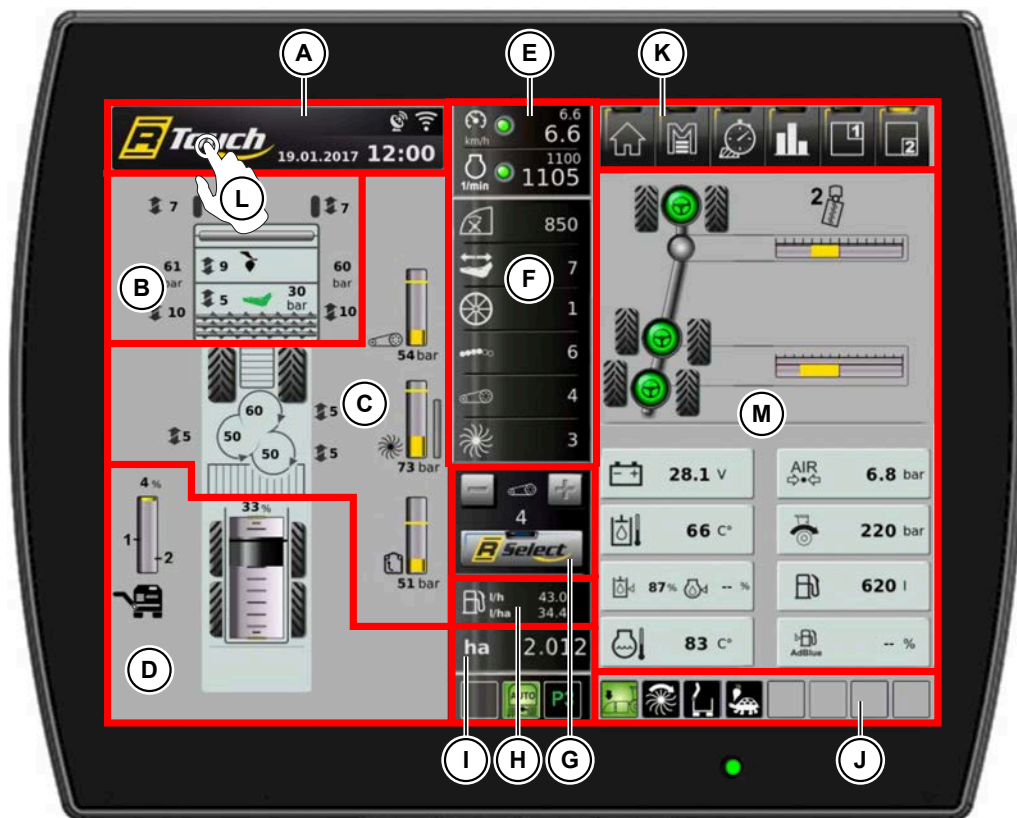 A
E
K
R Touch
19.01.2017 12:00
L
km/h
6.6
6.6
1/min
1100
1105
1
2
7
7
B
61
bar
9
60
bar
5
30
bar
10
10
54 bar
C
60
50
50
5
5
5
73 bar
4 %
1
2
33 %
51 bar
D
850
F
7
1
6
4
3
4
R Select
l/h 43.0
l/ha 34.4
ha 2.012
AUTO
2
M
28.1 V
AIR
6.8 bar
66 C°
220 bar
87 %
-- %
620 l
83 C°
AdBlue
-- %
I
H
G
J